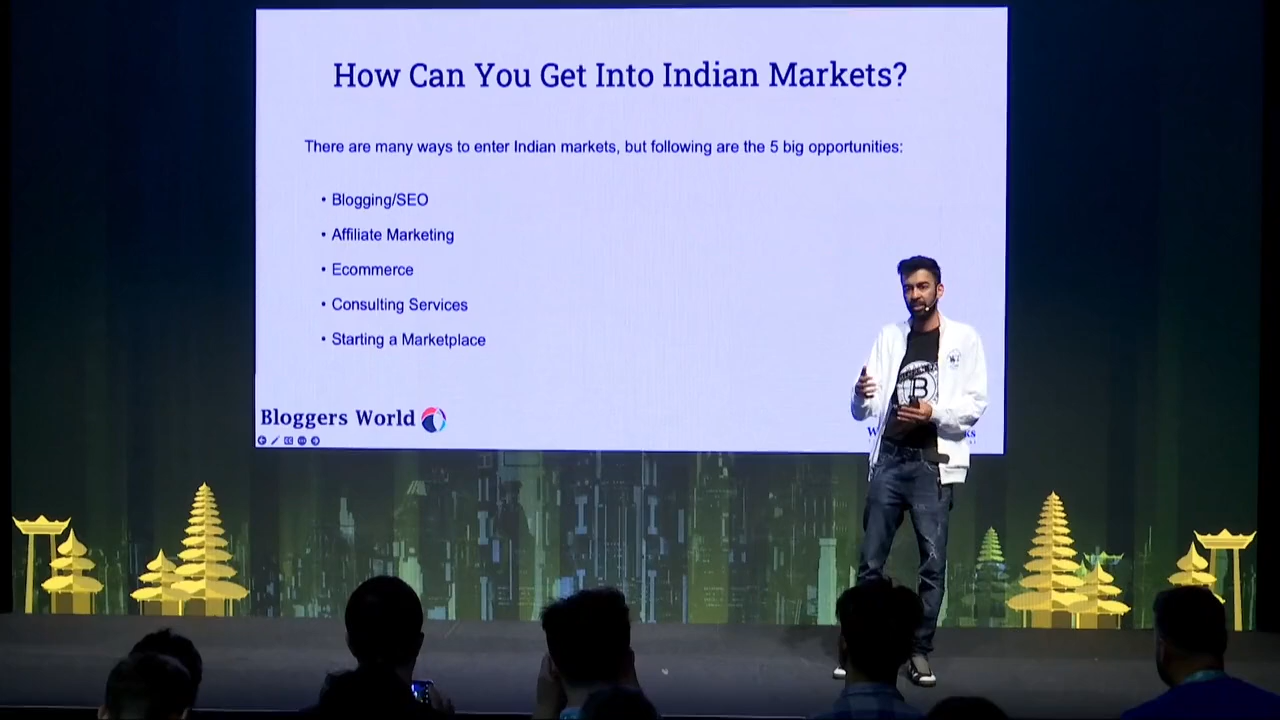 How Can You Get Into Indian Markets?
There are many ways to enter Indian markets, but following are the 5 big opportunities:
• Blogging/SEO
• Affiliate Marketing
• Ecommerce
• Consulting Services
• Starting a Marketplace
B
Bloggers World